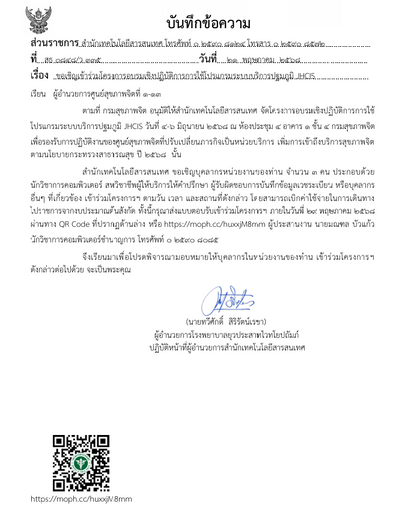 บันทึกข้อความ
ส่วนราชการ สำนักเทคโนโลยีสารสนเทศ โทรศัพท์ ๐ ๒๕๙๐ ๘๑๒๔ โทรสาร ๐ ๒๕๙๐ ๘๕๗๒
ที่ สธ ๐๘๔๘/ว ๓๓๕ วันที่ ๒๑ พฤษภาคม ๒๕๖๘
เรื่อง ขอเชิญเข้าร่วมโครงการอบรมเชิงปฏิบัติการการใช้โปรแกรมระบบบริการปฐมภูมิ JHCIS
เรียน ผู้อำนวยการศูนย์สุขภาพจิตที่ ๑-๑๓
ตามที่ กรมสุขภาพจิต อนุมัติให้สำนักเทคโนโลยีสารสนเทศ จัดโครงการอบรมเชิงปฏิบัติการการใช้
โปรแกรมระบบบริการปฐมภูมิ JHCIS วันที่ ๔-๖ มิถุนายน ๒๕๖๘ ณ ห้องประชุม ๔ อาคาร ๑ ชั้น ๔ กรมสุขภาพจิต
เพื่อรองรับการปฏิบัติงานของศูนย์สุขภาพจิตที่ปรับเปลี่ยนภารกิจเป็นหน่วยบริการ เพิ่มการเข้าถึงบริการสุขภาพจิต
ตามนโยบายกระทรวงสาธารณสุข ปี ๒๕๖๘ นั้น
สำนักเทคโนโลยีสารสนเทศ ขอเชิญบุคลากรหน่วยงานของท่าน จำนวน ๓ คน ประกอบด้วย
นักวิชาการคอมพิวเตอร์ สหวิชาชีพผู้ให้บริการให้คำปรึกษา ผู้รับผิดชอบการบันทึกข้อมูลเวชระเบียน หรือบุคลากร
อื่นๆ ที่เกี่ยวข้อง เข้าร่วมโครงการฯ ตามวัน เวลา และสถานที่ดังกล่าว โดยสามารถเบิกค่าใช้จ่ายในการเดินทาง
ไปราชการจากงบประมาณต้นสังกัด ทั้งนี้กรุณาส่งแบบตอบรับเข้าร่วมโครงการฯ ภายในวันที่ ๒๙ พฤษภาคม ๒๕๖๘
ผ่านทาง QR Code ที่ปรากฏด้านล่าง หรือ https://moph.cc/huxxjM8mm ผู้ประสานงาน นายมณฑล บัวแก้ว
นักวิชาการคอมพิวเตอร์ชำนาญการ โทรศัพท์ ๐ ๒๕๙๐ ๘๐๘๕
จึงเรียนมาเพื่อโปรดพิจารณามอบหมายให้บุคลากรในหน่วยงานของท่าน เข้าร่วมโครงการฯ
ดังกล่าวต่อไปด้วย จะเป็นพระคุณ
(นายทวีศักดิ์ สิริรัตน์เรขา)
ผู้อำนวยการโรงพยาบาลยุวประสาทไวทโยปถัมภ์
ปฏิบัติหน้าที่ผู้อำนวยการสำนักเทคโนโลยีสารสนเทศ
https://moph.cc/huxxjM8mm